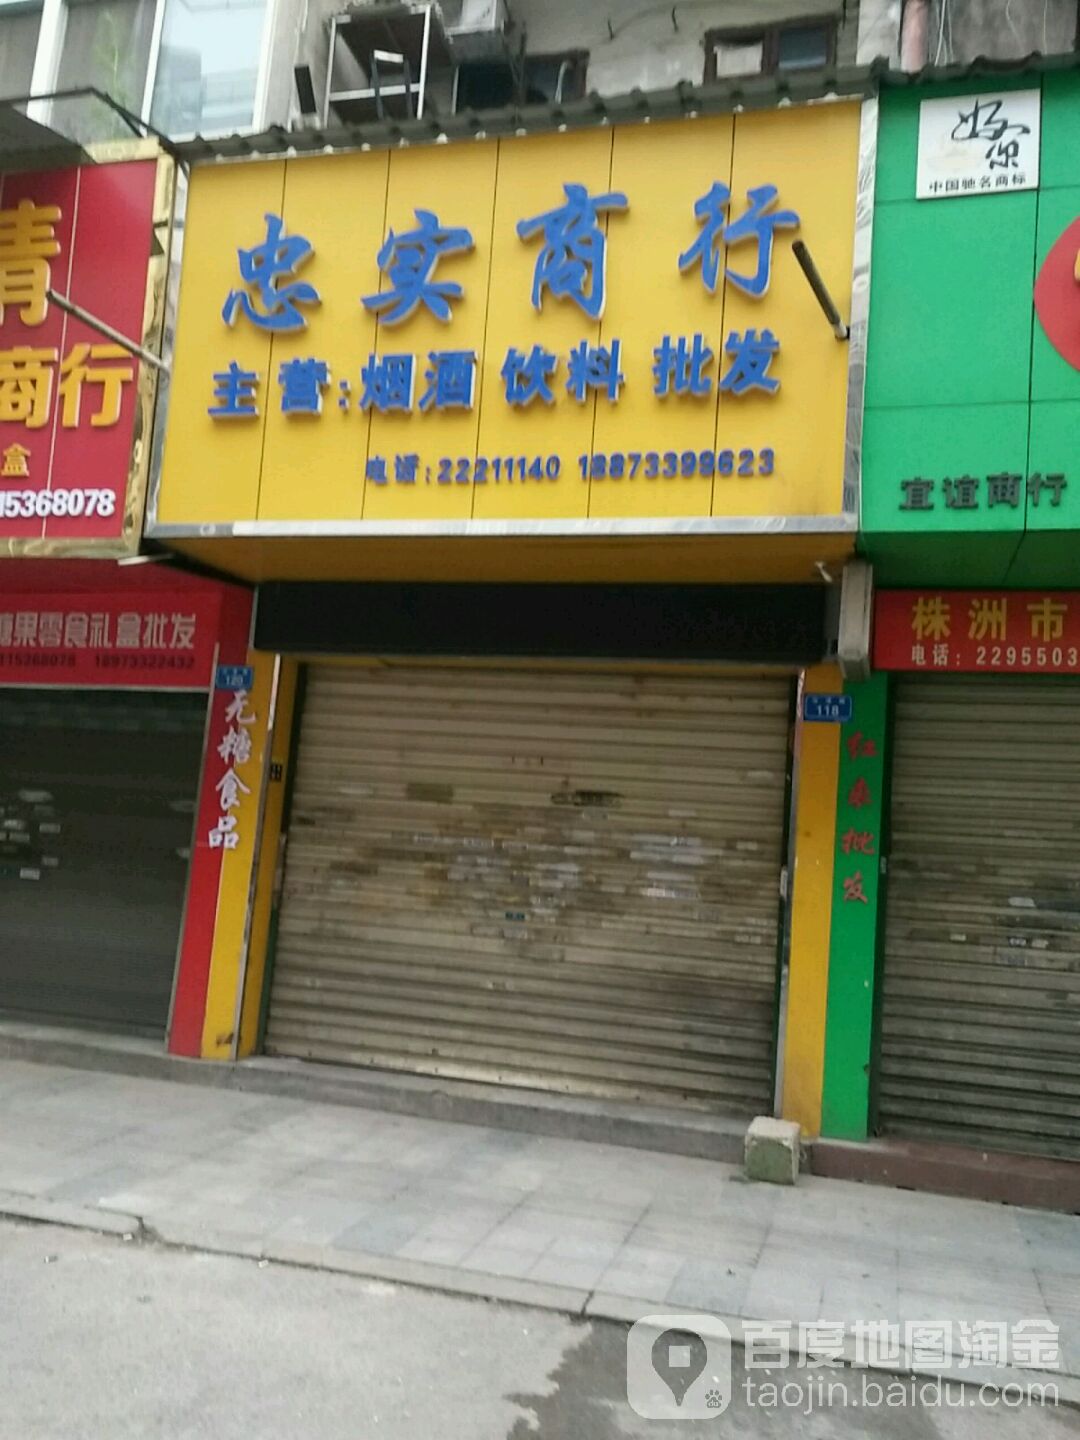 忠实商行
主营:烟酒 饮料 批发
电话:22211140 18873399623
青
商行
盒
15368078
糖果零食礼盒批发
115368078 18973322432
120
无糖食品
中国驰名商标
宜谊商行
株洲市
电话: 2295503
118
批发
百度地图淘金
taojin.baidu.com